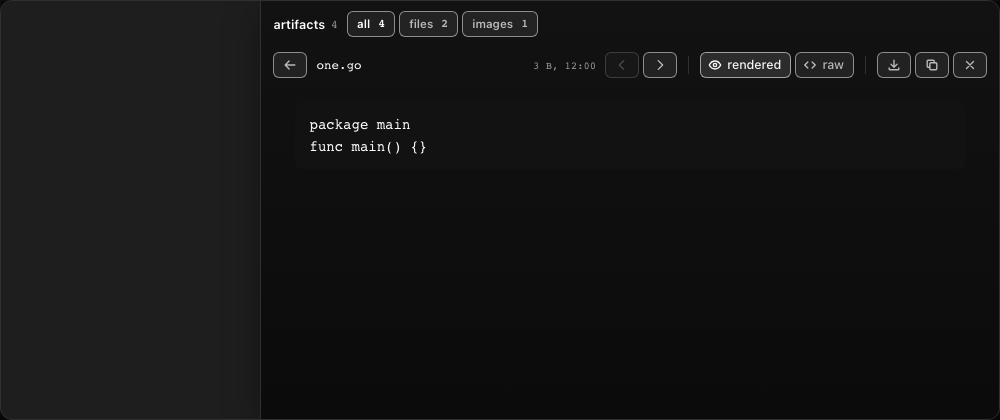 artifacts 4 all 4 files 2 images 1
one.go 3 B, 12:00 rendered raw
package main
func main() {}